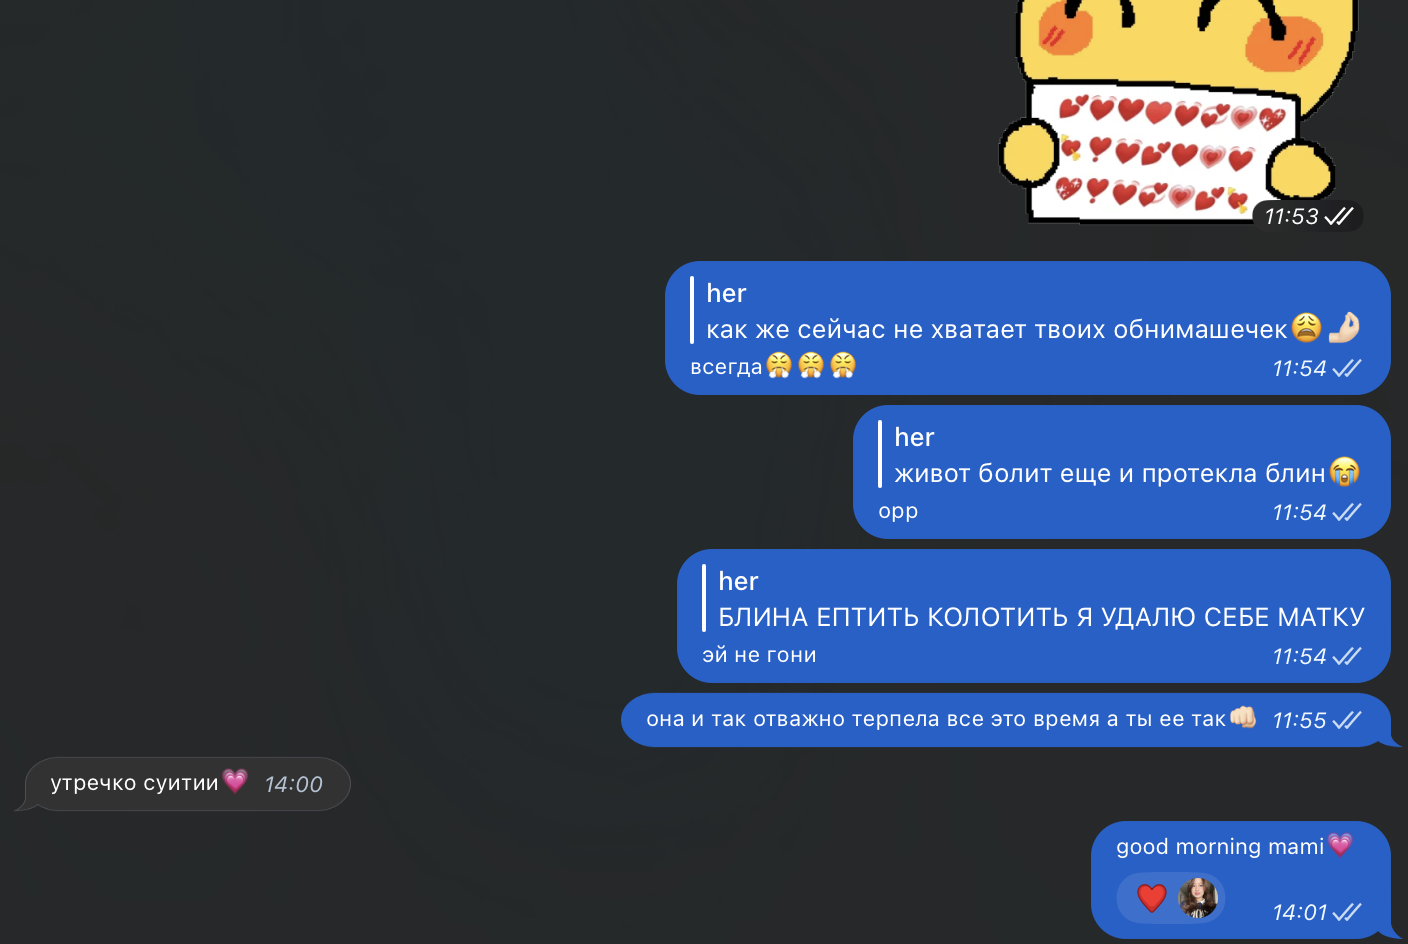 11:53
her
как же сейчас не хватает твоих обнимашечек😩🤌🏻
всегда😤😤😤 11:54
her
живот болит еще и протекла блин😭
орр 11:54
her
БЛИНА ЕПТИТЬ КОЛОТИТЬ Я УДАЛЮ СЕБЕ МАТКУ
эй не гони 11:54
она и так отважно терпела все это время а ты ее так👊🏻 11:55
утречко суитии💗 14:00
good morning mami💗
❤️ 14:01